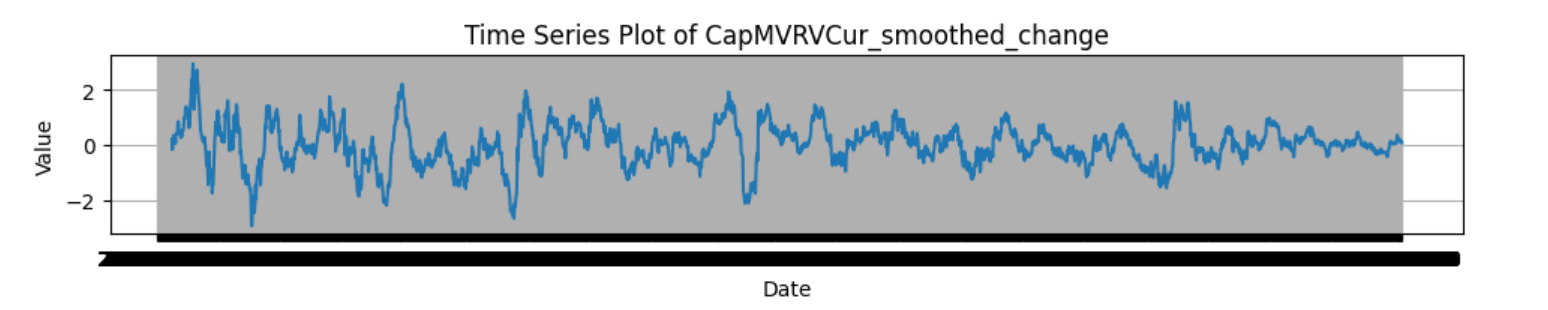 Time Series Plot of CapMVRVCur_smoothed_change
2
0
−2
Value
Date